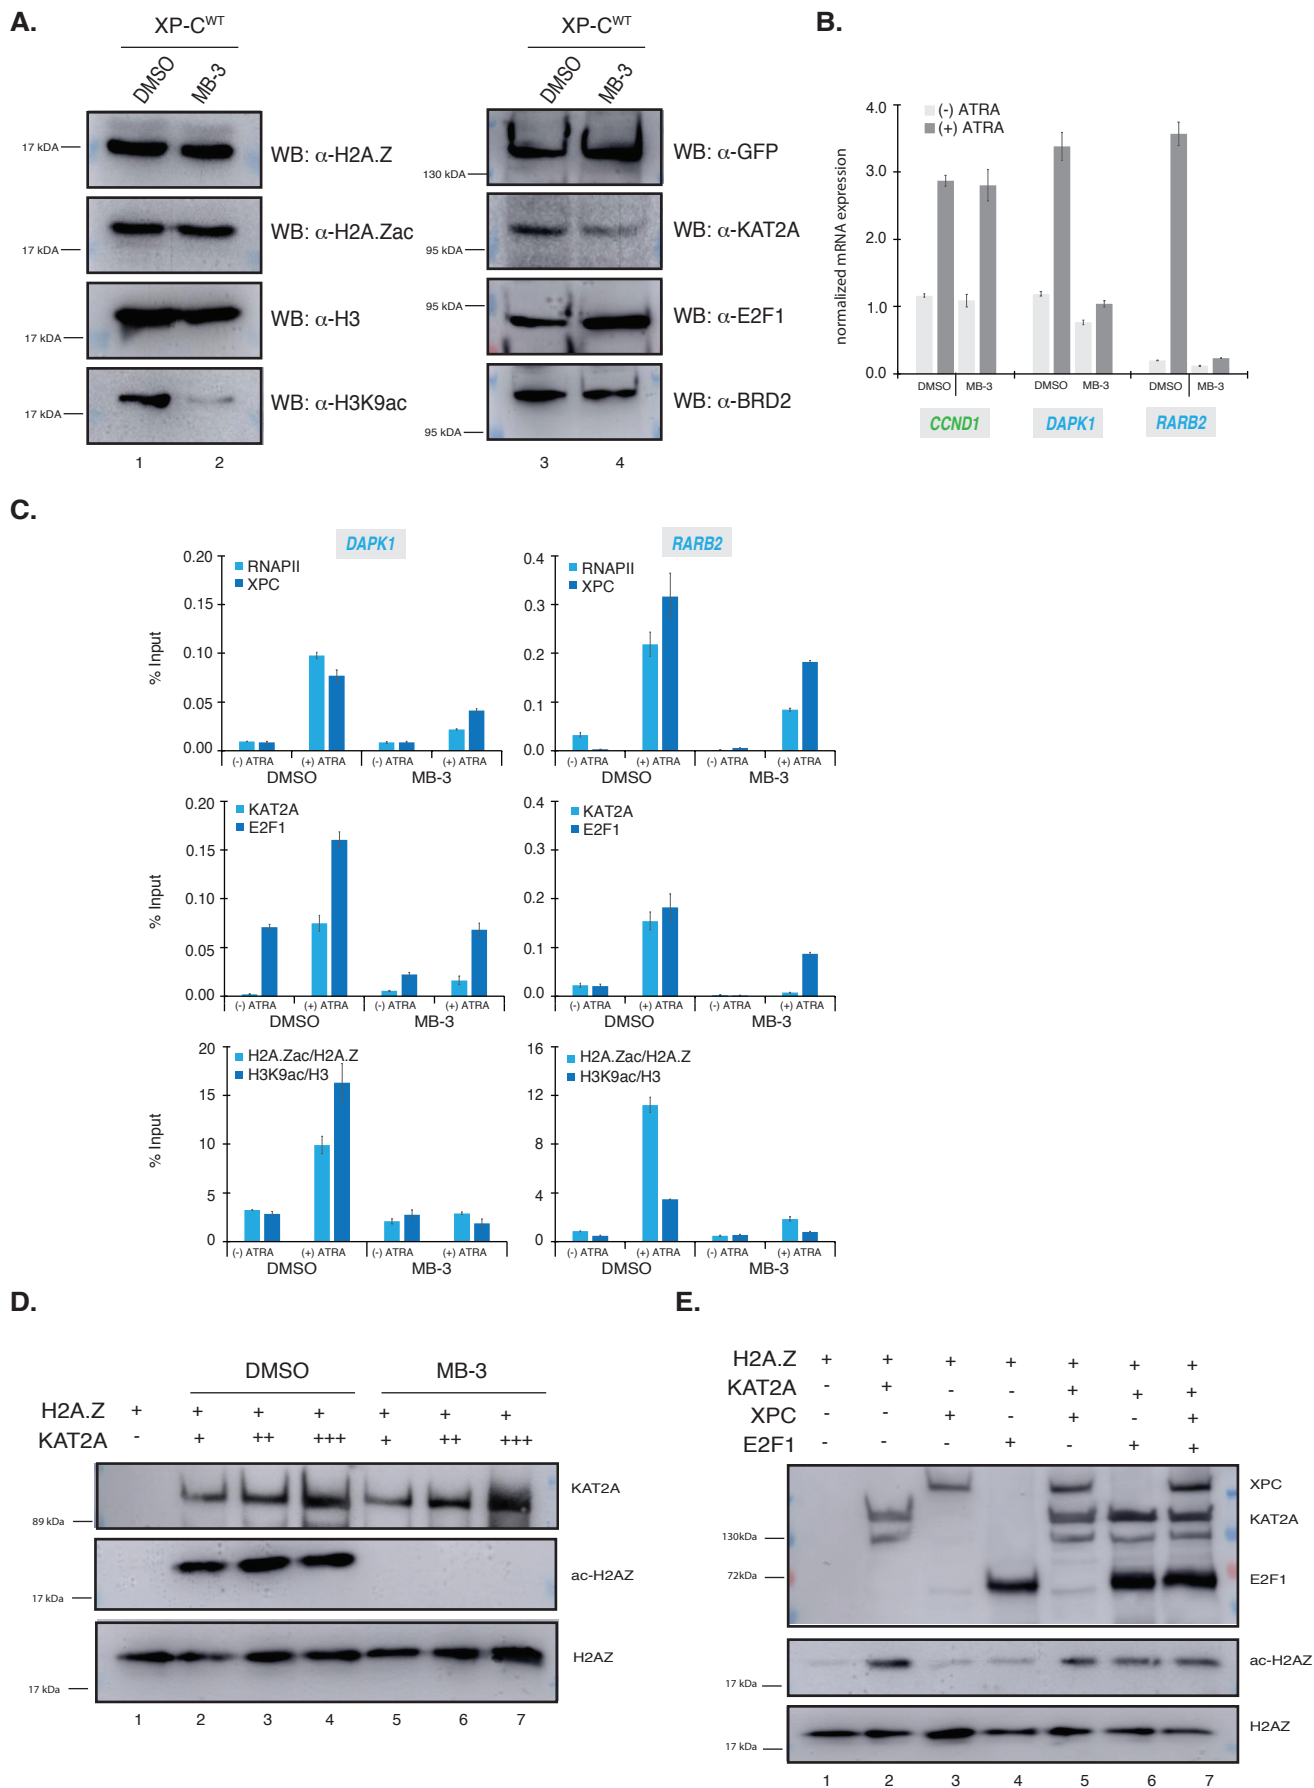 A.
XP-C^WT
DMSO MB-3
17 kDA
WB: α-H2A.Z
17 kDA
WB: α-H2A.Zac
17 kDA
WB: α-H3
17 kDA
WB: α-H3K9ac
1 2
XP-C^WT
DMSO MB-3
130 kDA
WB: α-GFP
95 kDA
WB: α-KAT2A
95 kDA
WB: α-E2F1
95 kDA
WB: α-BRD2
3 4
B.
(-) ATRA
(+) ATRA
normalized mRNA expression
4.0
3.0
2.0
1.0
0.0
DMSO MB-3 DMSO MB-3 DMSO MB-3
CCND1 DAPK1 RARB2
C.
DAPK1
% Input
0.20
0.15
0.10
0.05
0.00
RNAPII
XPC
(-) ATRA (+) ATRA (-) ATRA (+) ATRA
DMSO MB-3
RARB2
0.4
0.3
0.2
0.1
0.0
RNAPII
XPC
(-) ATRA (+) ATRA (-) ATRA (+) ATRA
DMSO MB-3
% Input
0.20
0.15
0.10
0.05
0.00
KAT2A
E2F1
(-) ATRA (+) ATRA (-) ATRA (+) ATRA
DMSO MB-3
0.4
0.3
0.2
0.1
0.0
KAT2A
E2F1
(-) ATRA (+) ATRA (-) ATRA (+) ATRA
DMSO MB-3
% Input
20
15
10
5
0
H2A.Zac/H2A.Z
H3K9ac/H3
(-) ATRA (+) ATRA (-) ATRA (+) ATRA
DMSO MB-3
16
12
8
4
0
H2A.Zac/H2A.Z
H3K9ac/H3
(-) ATRA (+) ATRA (-) ATRA (+) ATRA
DMSO MB-3
D.
DMSO MB-3
H2A.Z + + + + + + +
KAT2A - + ++ +++ + ++ +++
KAT2A
89 kDa
ac-H2AZ
17 kDa
H2AZ
17 kDa
1 2 3 4 5 6 7
E.
H2A.Z + + + + + + +
KAT2A - + - - + + +
XPC - - + - + - +
E2F1 - - - + - + +
XPC
KAT2A
130kDa
72kDa
E2F1
ac-H2AZ
17 kDa
H2AZ
17 kDa
1 2 3 4 5 6 7